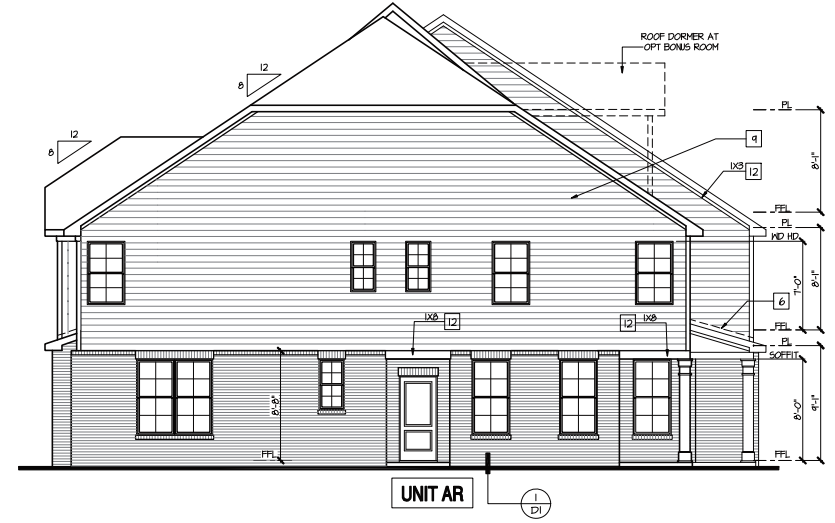 ROOF DORMER AT
OPT BONUS ROOM
12
8
12
8
PL
9
8'-1"
1X3
12
FFL
PL
WD HD.
7'-0"
8'-1"
6
FFL
1X8
12
12
1X8
PL
SOFFIT
8'-8"
8'-0"
9'-1"
FFL
FFL
UNIT AR
1
D1